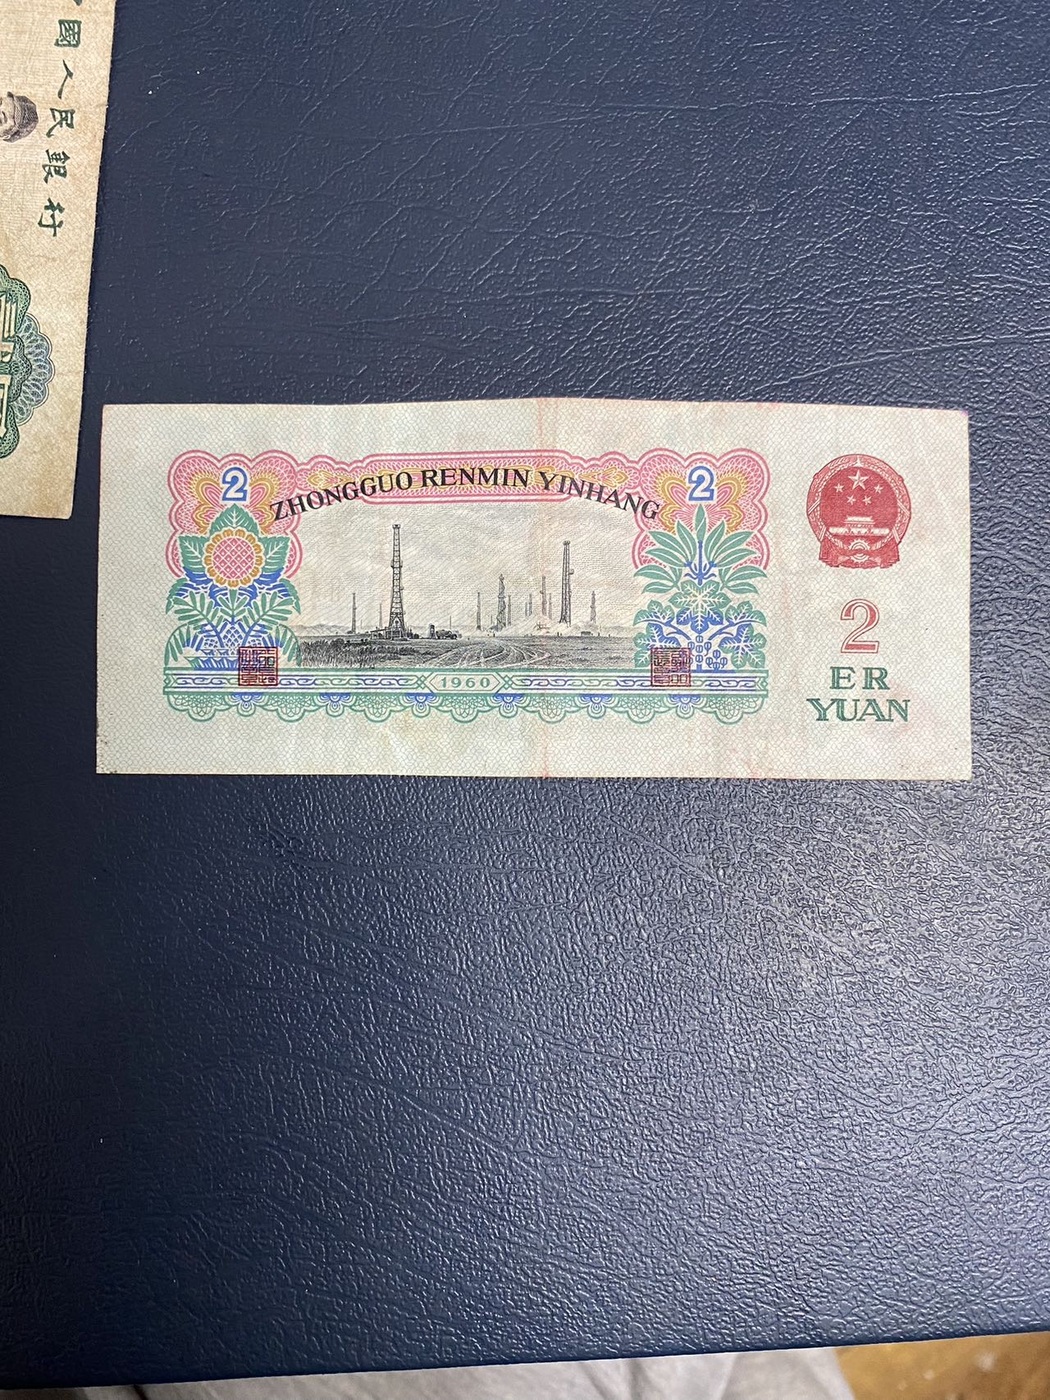 國人民銀行
2
2
ZHONGGUO RENMIN YINHANG
1960
2
ER
YUAN